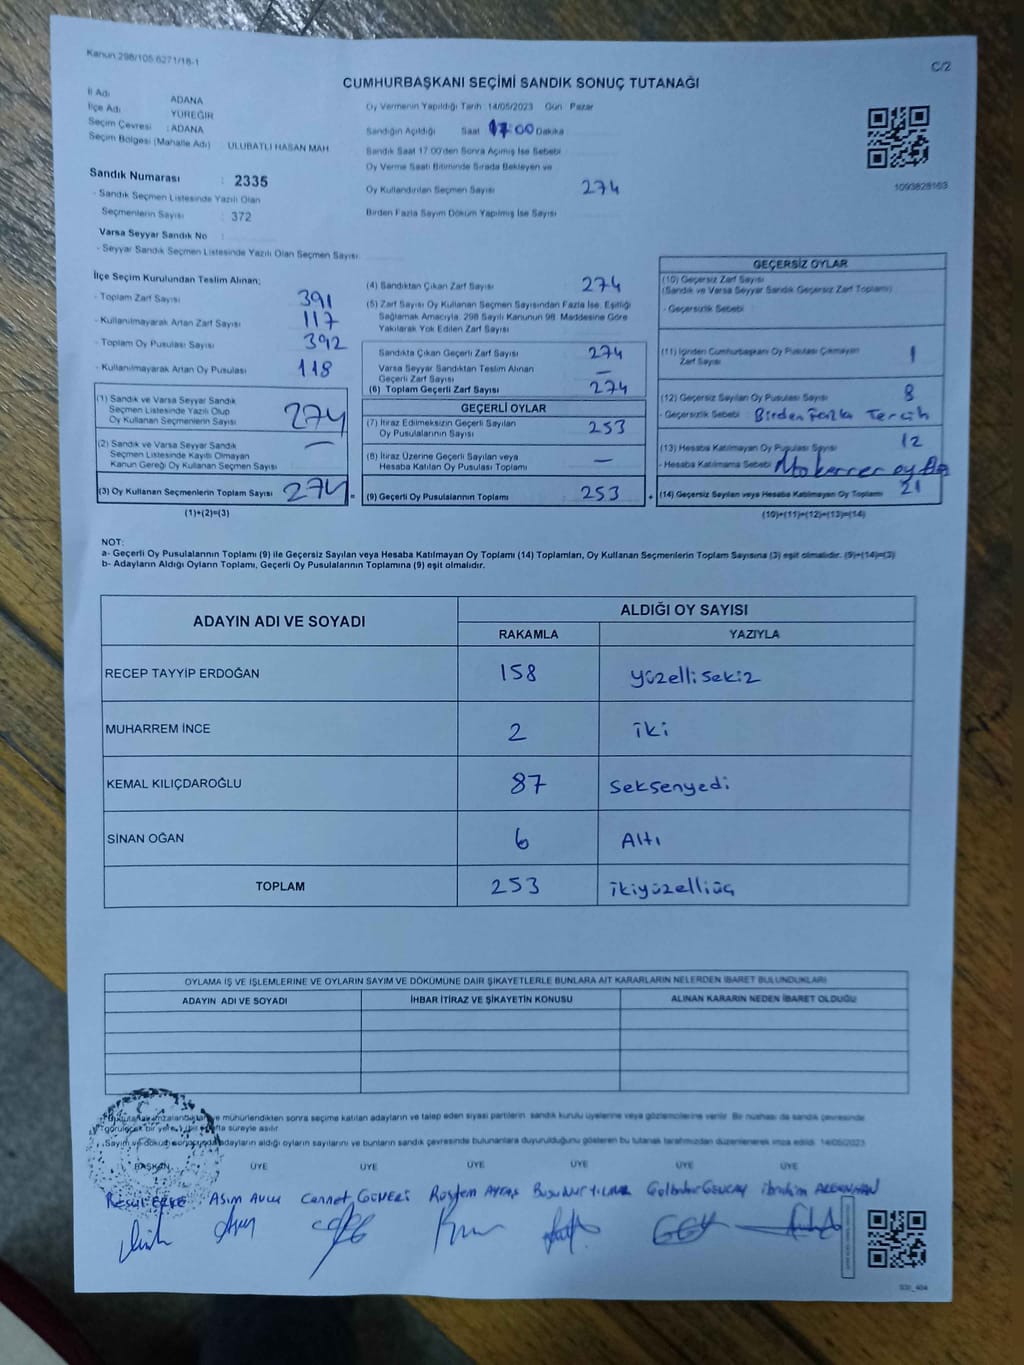 Kanun:298/105 6271/18-1
C/2
CUMHURBAŞKANI SEÇİMİ SANDIK SONUÇ TUTANAĞI
İl Adı ADANA
İlçe Adı YÜREĞİR
Seçim Çevresi : ADANA
Seçim Bölgesi (Mahalle Adı) ULUBATLI HASAN MAH
Sandık Numarası : 2335
- Sandık Seçmen Listesinde Yazılı Olan
Seçmenlerin Sayısı : 372
Varsa Seyyar Sandık No
- Seyyar Sandık Seçmen Listesinde Yazılı Olan Seçmen Sayısı
Oy Vermenin Yapıldığı Tarih :14/05/2023 Gün : Pazar
Sandığın Açıldığı Saat 17:00 Dakika
Sandık Saat 17:00'den Sonra Açımış İse Sebebi
Oy Verme Saati Bitiminde Sırada Bekleyen ve
Oy Kullandırılan Seçmen Sayısı 274
Birden Fazla Sayım Döküm Yapılmış İse Sayısı
1093828163
İlçe Seçim Kurulundan Teslim Alınan:
- Toplam Zarf Sayısı 391
- Kullanılmayarak Artan Zarf Sayısı 117
- Toplam Oy Pusulası Sayısı 392
- Kullanılmayarak Artan Oy Pusulası 118
(1) Sandık ve Varsa Seyyar Sandık
Seçmen Listesinde Yazılı Olup
Oy Kullanan Seçmenlerin Sayısı 274
(2) Sandık ve Varsa Seyyar Sandık
Seçmen Listesinde Kayıtlı Olmayan
Kanun Gereği Oy Kullanan Seçmen Sayısı —
(3) Oy Kullanan Seçmenlerin Toplam Sayısı 274 =
(1)+(2)=(3)
(4) Sandıktan Çıkan Zarf Sayısı 274
(5) Zarf Sayısı Oy Kullanan Seçmen Sayısından Fazla İse, Eşitliği
Sağlamak Amacıyla, 298 Sayılı Kanunun 98. Maddesine Göre
Yakılarak Yok Edilen Zarf Sayısı
Sandıkta Çıkan Geçerli Zarf Sayısı 274
Varsa Seyyar Sandıktan Teslim Alınan
Geçerli Zarf Sayısı —
(6) Toplam Geçerli Zarf Sayısı 274
GEÇERLİ OYLAR
(7) İtiraz Edilmeksizin Geçerli Sayılan
Oy Pusulalarının Sayısı 253
(8) İtiraz Üzerine Geçerli Sayılan veya
Hesaba Katılan Oy Pusulası Toplamı —
(9) Geçerli Oy Pusulalarının Toplamı 253 +
GEÇERSİZ OYLAR
(10) Geçersiz Zarf Sayısı
(Sandık ve Varsa Seyyar Sandık Geçersiz Zarf Toplamı)
- Geçersizlik Sebebi
(11) İçinden Cumhurbaşkanı Oy Pusulası Çıkmayan
Zarf Sayısı 1
(12) Geçersiz Sayılan Oy Pusulası Sayısı 8
- Geçersizlik Sebebi : Birden Fazla Tercih
(13) Hesaba Katılmayan Oy Pusulası Sayısı 12
- Hesaba Katılmama Sebebi
(14) Geçersiz Sayılan veya Hesaba Katılmayan Oy Toplamı 21
(10)+(11)+(12)+(13)=(14)
NOT:
a- Geçerli Oy Pusulalarının Toplamı (9) ile Geçersiz Sayılan veya Hesaba Katılmayan Oy Toplamı (14) Toplamları, Oy Kullanan Seçmenlerin Toplam Sayısına (3) eşit olmalıdır. (9)+(14)=(3)
b- Adayların Aldığı Oyların Toplamı, Geçerli Oy Pusulalarının Toplamına (9) eşit olmalıdır.
ADAYIN ADI VE SOYADI
ALDIĞI OY SAYISI
RAKAMLA YAZIYLA
RECEP TAYYİP ERDOĞAN 158 yüzellisekiz
MUHARREM İNCE 2 iki
KEMAL KILIÇDAROĞLU 87 Seksenyedi
SİNAN OĞAN 6 Altı
TOPLAM 253 ikiyüzelliüç
OYLAMA İŞ VE İŞLEMLERİNE VE OYLARIN SAYIM VE DÖKÜMÜNE DAİR ŞİKAYETLERLE BUNLARA AİT KARARLARIN NELERDEN İBARET BULUNDUKLARI
ADAYIN ADI VE SOYADI İHBAR İTİRAZ VE ŞİKAYETİN KONUSU ALINAN KARARIN NEDEN İBARET OLDUĞU
mühürlendikten sonra seçime katılan adayların ve talep eden siyasi partilerin sandık kurulu üyelerine veya gözlemcilerine verilir. Bir nüshası da sandık çevresinde
görülecek bir yere süreyle asılır
Sayım ve döküm sonucunda adayların aldığı oyların sayılarını ve bunların sandık çevresinde bulunanlara duyurulduğunu gösteren bu tutanak tarafımızdan düzenlenerek imza edildi. 14/05/2023
BAŞKAN ÜYE ÜYE ÜYE ÜYE ÜYE ÜYE
Asım Cennet Rüstem Yılmaz Gülbahar GENCAY İbrahim